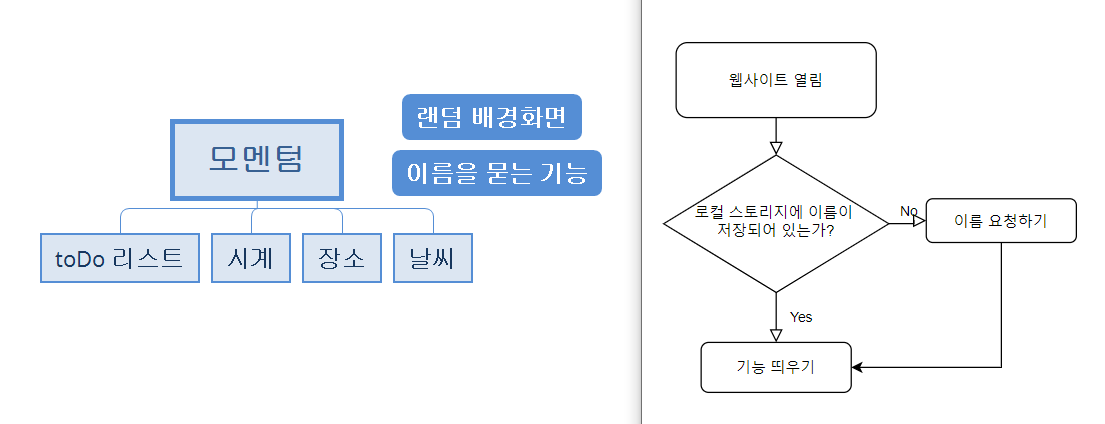 랜덤 배경화면
모멘텀
이름을 묻는 기능
toDo 리스트
시계
장소
날씨
웹사이트 열림
로컬 스토리지에 이름이
저장되어 있는가?
No
이름 요청하기
Yes
기능 띄우기